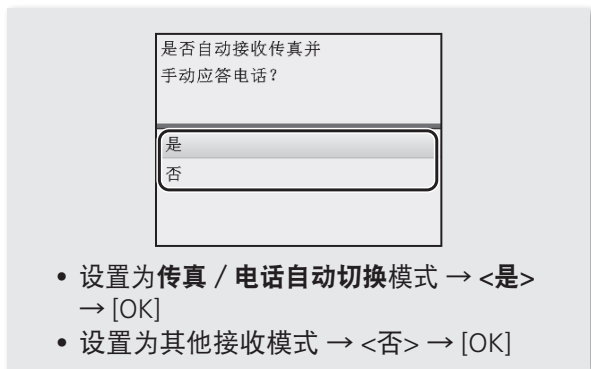 是否自动接收传真并
手动应答电话？
是
否
• 设置为传真 / 电话自动切换模式 → <是>
→ [OK]
• 设置为其他接收模式 → <否> → [OK]